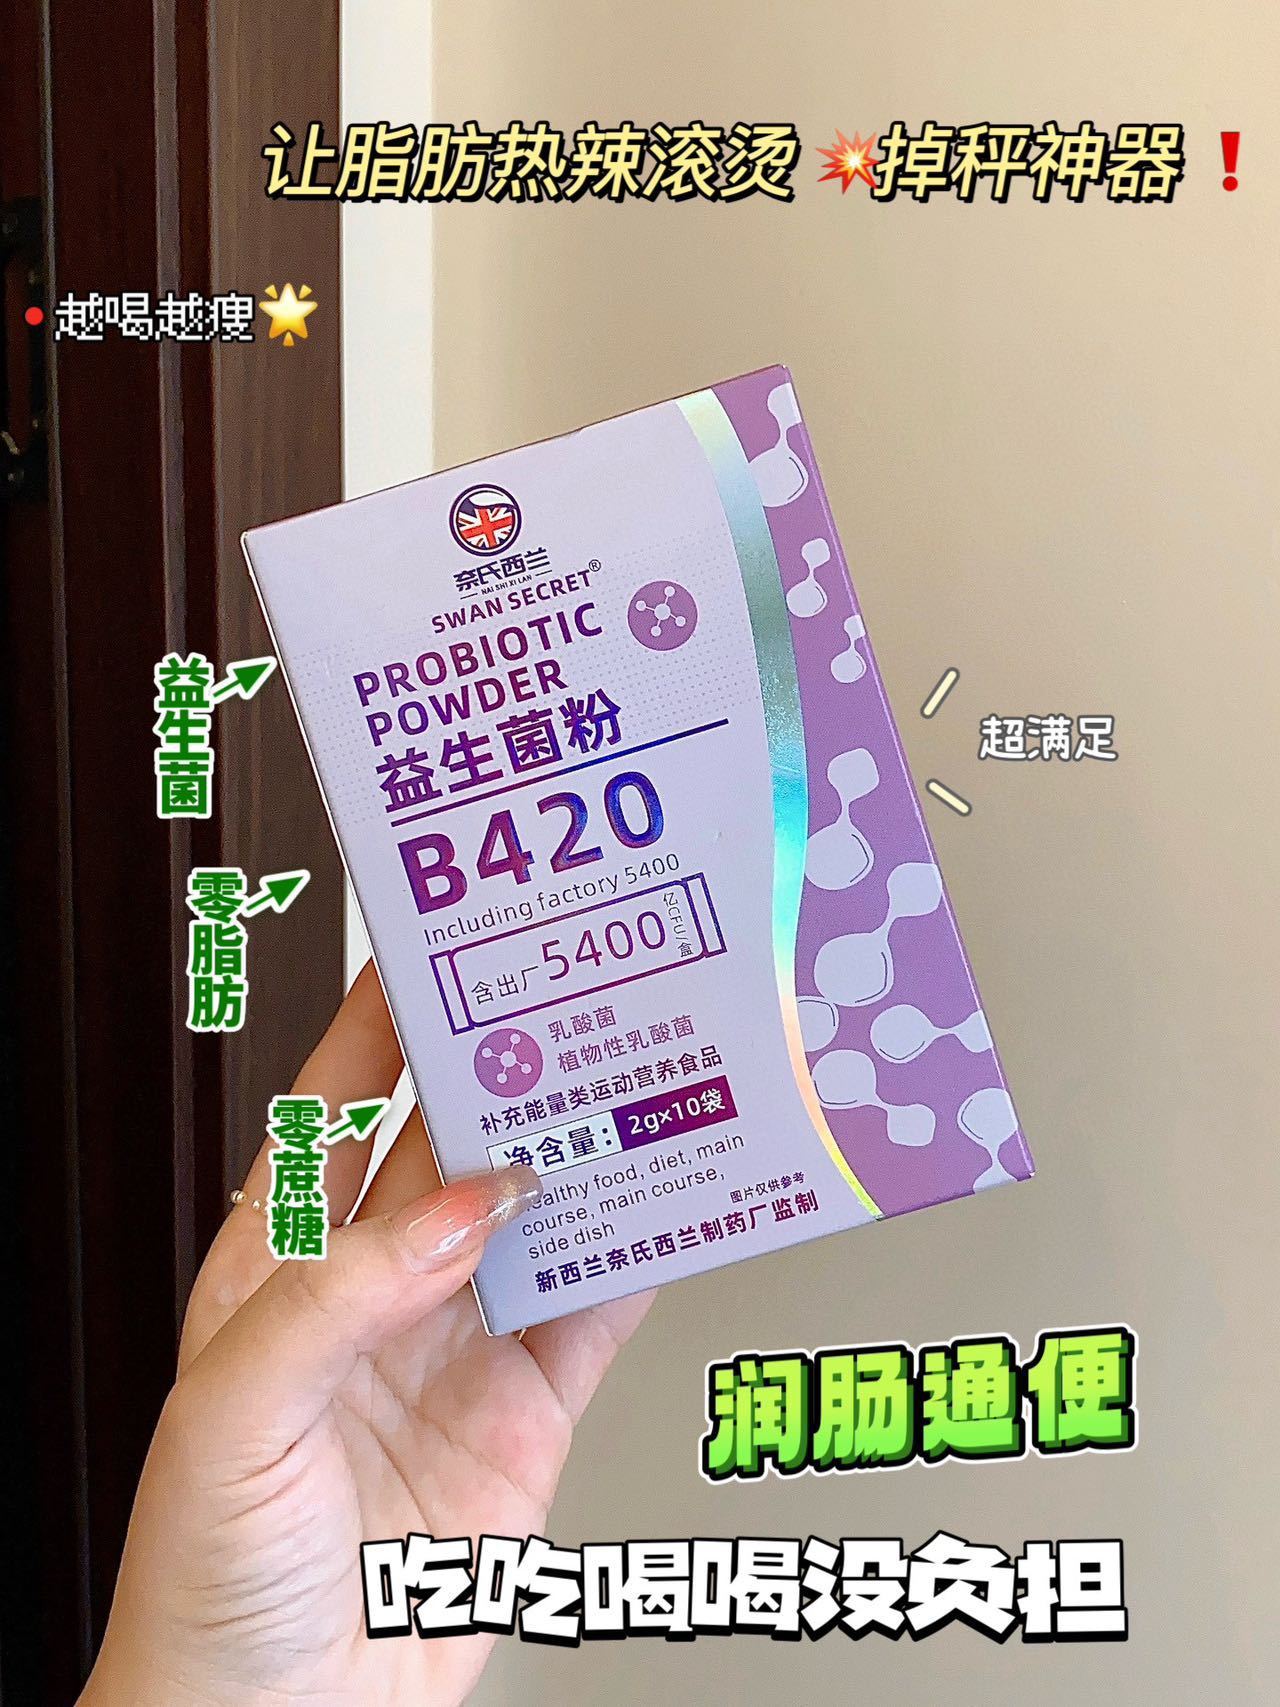 让脂肪热辣滚烫💥掉秤神器❗
越喝越瘦🌟
奈氏西兰
NAI SHI XI LAN
SWAN SECRET®
PROBIOTIC
POWDER
益生菌粉
B420
Including factory 5400
含出厂5400亿CFU/盒
乳酸菌
植物性乳酸菌
补充能量类运动营养食品
净含量：2g×10袋
ealthy food, diet, main
course, main course,
side dish
图片仅供参考
新西兰奈氏西兰制药厂监制
益生菌
零脂肪
零蔗糖
超满足
润肠通便
吃吃喝喝没负担